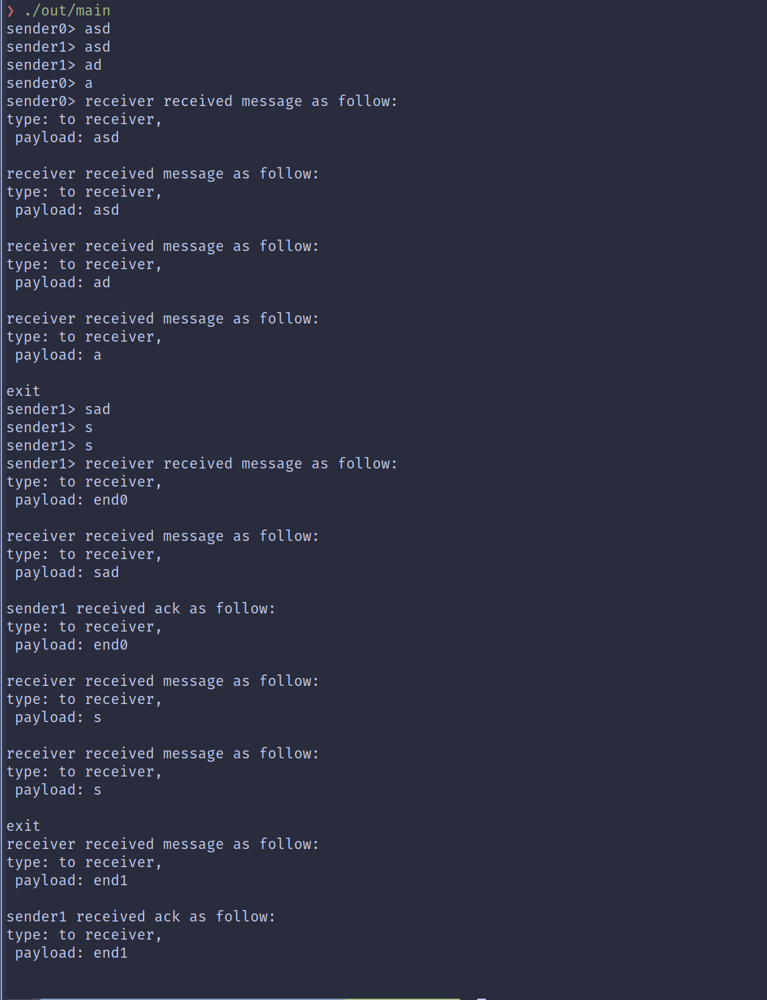 ❯ ./out/main
sender0> asd
sender1> asd
sender1> ad
sender0> a
sender0> receiver received message as follow:
type: to receiver,
 payload: asd

receiver received message as follow:
type: to receiver,
 payload: asd

receiver received message as follow:
type: to receiver,
 payload: ad

receiver received message as follow:
type: to receiver,
 payload: a

exit
sender1> sad
sender1> s
sender1> s
sender1> receiver received message as follow:
type: to receiver,
 payload: end0

receiver received message as follow:
type: to receiver,
 payload: sad

sender1 received ack as follow:
type: to receiver,
 payload: end0

receiver received message as follow:
type: to receiver,
 payload: s

receiver received message as follow:
type: to receiver,
 payload: s

exit
receiver received message as follow:
type: to receiver,
 payload: end1

sender1 received ack as follow:
type: to receiver,
 payload: end1